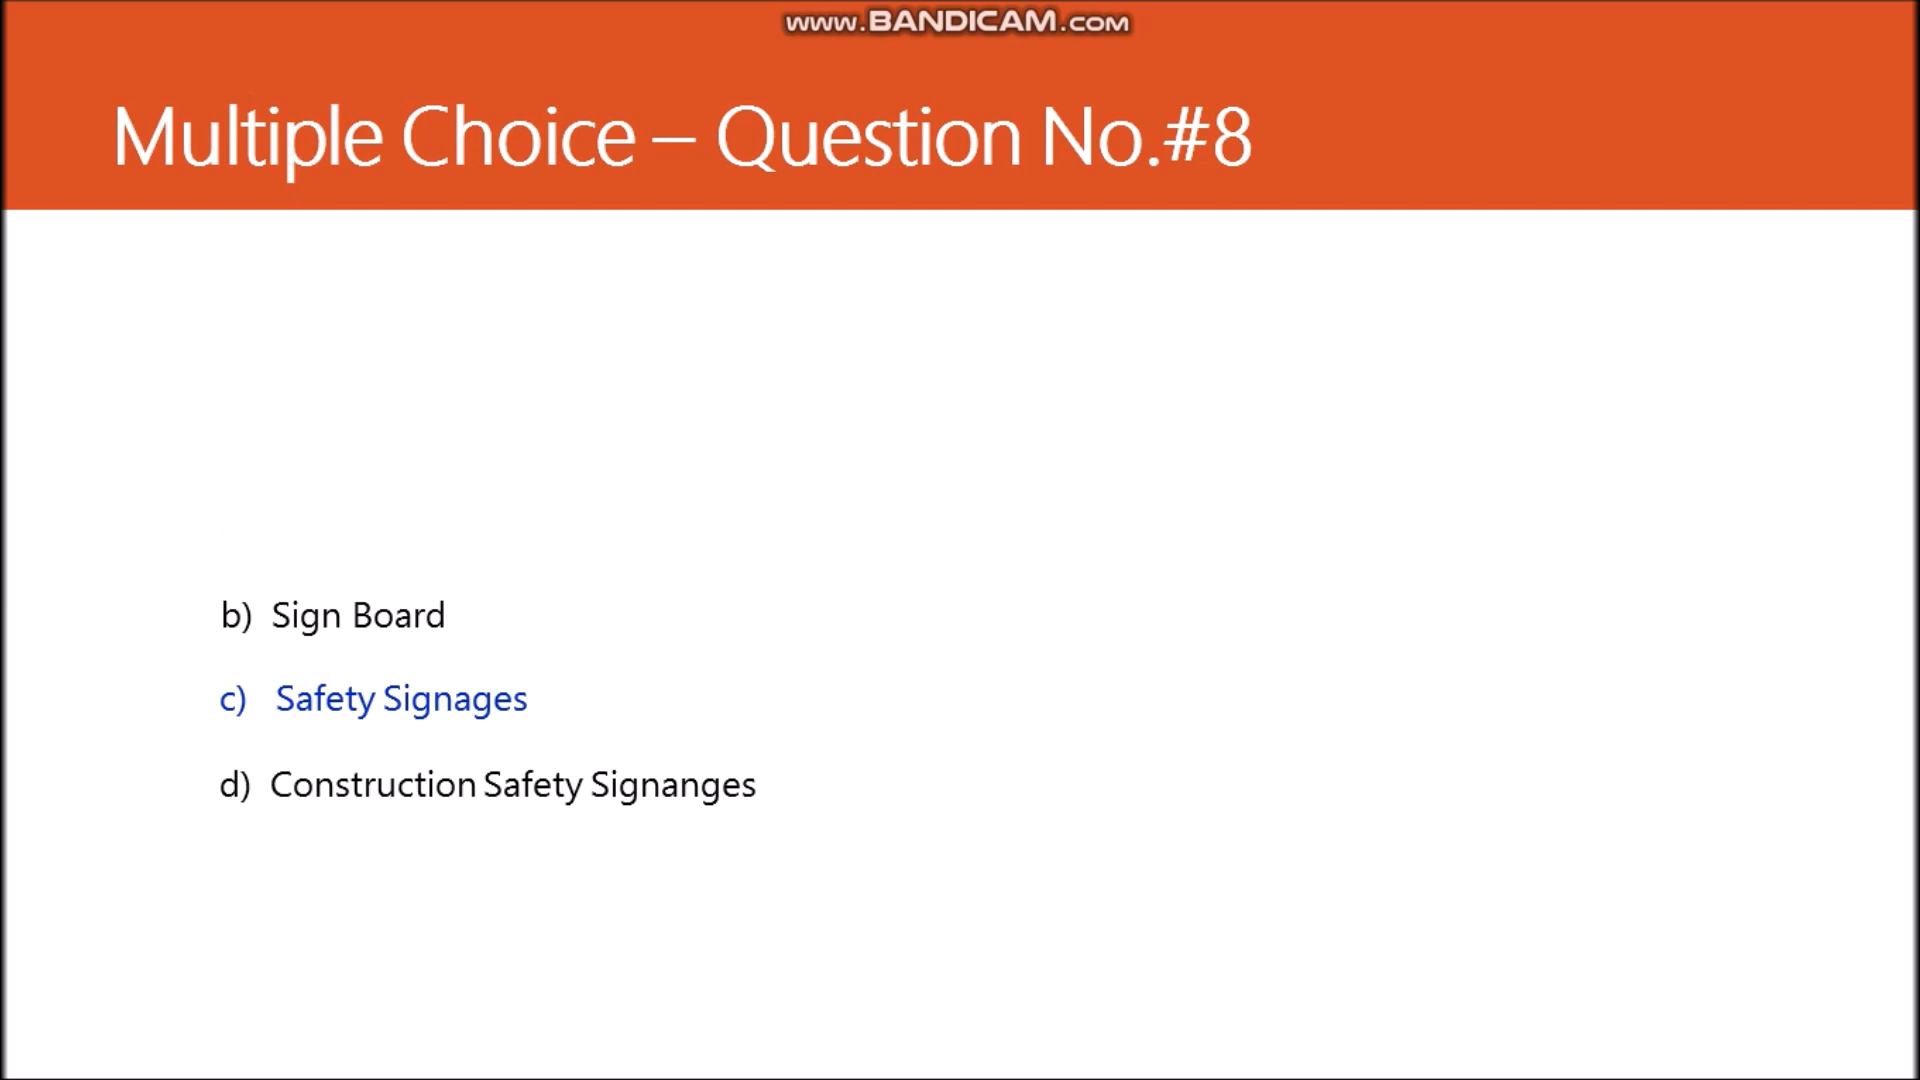 www.BANDICAM.com
Multiple Choice – Question No.#8
b) Sign Board
c) Safety Signages
d) Construction Safety Signanges